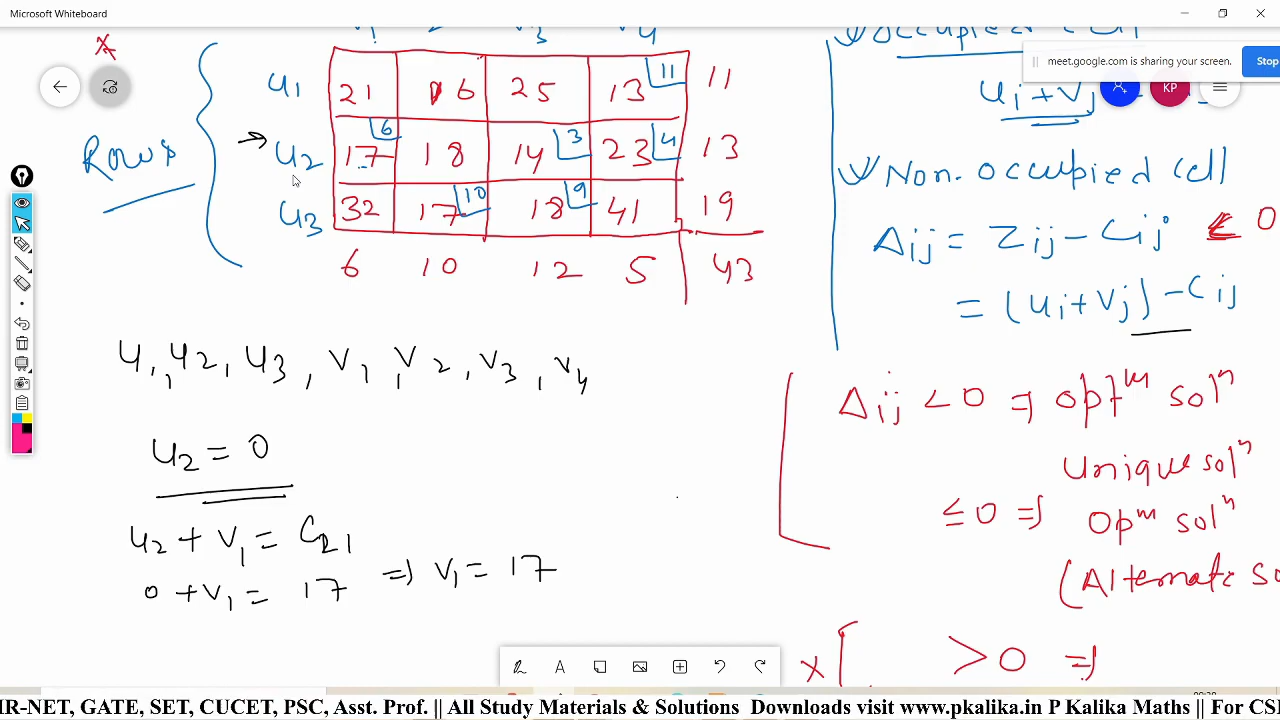 Microsoft Whiteboard
meet.google.com is sharing your screen.
Stop
KP
u1 21 16 25 13 11 11
Rows
u2 17 6 18 14 3 23 4 13
u3 32 17 10 18 9 41 19
6 10 12 5 43
u1, u2, u3, v1, v2, v3, v4
u2 = 0
u2 + v1 = C21
0 + v1 = 17 ⇒ v1 = 17
occupied cell
ui + vj
Non-occupied cell
Δij = Zij - Cij ≤ 0
= (ui + vj) - Cij
Δij < 0 ⇒ optm soln
Unique soln
≤ 0 ⇒ Opm soln
(Alternate so
x [ > 0 ⇒
IR-NET, GATE, SET, CUCET, PSC, Asst. Prof. || All Study Materials & Solutions Downloads visit www.pkalika.in P Kalika Maths || For CSI